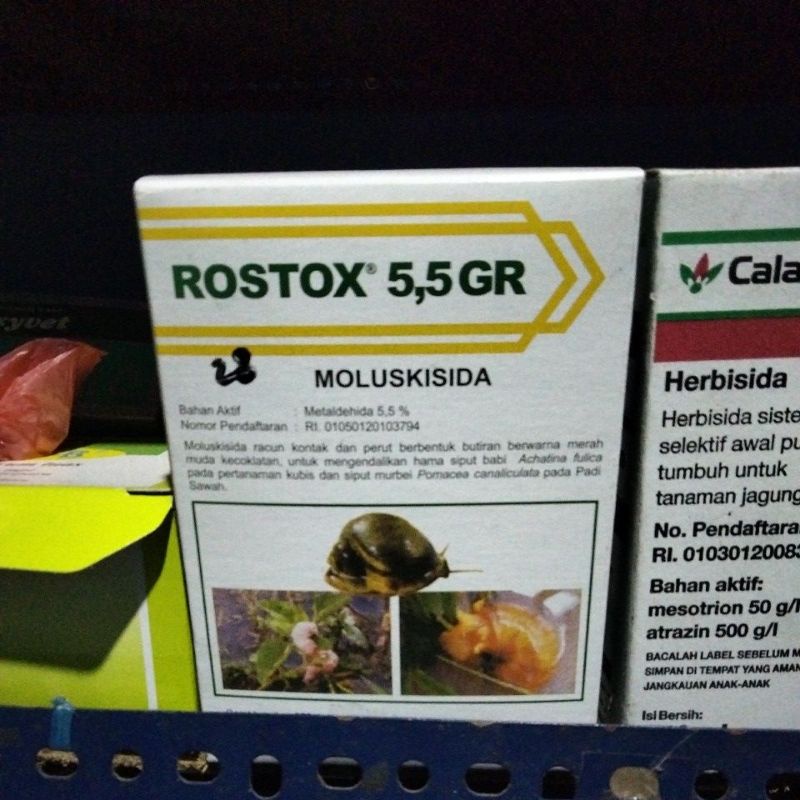 ROSTOX® 5,5 GR
23
MOLUSKISIDA
Bahan Aktif : Metaldehida 5,5 %
Nomor Pendaftaran : RI. 01050120103794
Moluskisida racun kontak dan perut berbentuk butiran berwarna merah
muda kecoklatan, untuk mengendalikan hama siput babi Achatina fulica
pada pertanaman kubis dan siput murbei Pomacea canaliculata pada Padi
Sawah.
Cala
Herbisida
Herbisida siste
selektif awal pu
tumbuh untuk
tanaman jagung
No. Pendaftara
RI. 0103012008
Bahan aktif:
mesotrion 50 g/l
atrazin 500 g/l
BACALAH LABEL SEBELUM M
SIMPAN DI TEMPAT YANG AMAN
JANGKAUAN ANAK-ANAK
Isi Bersih: